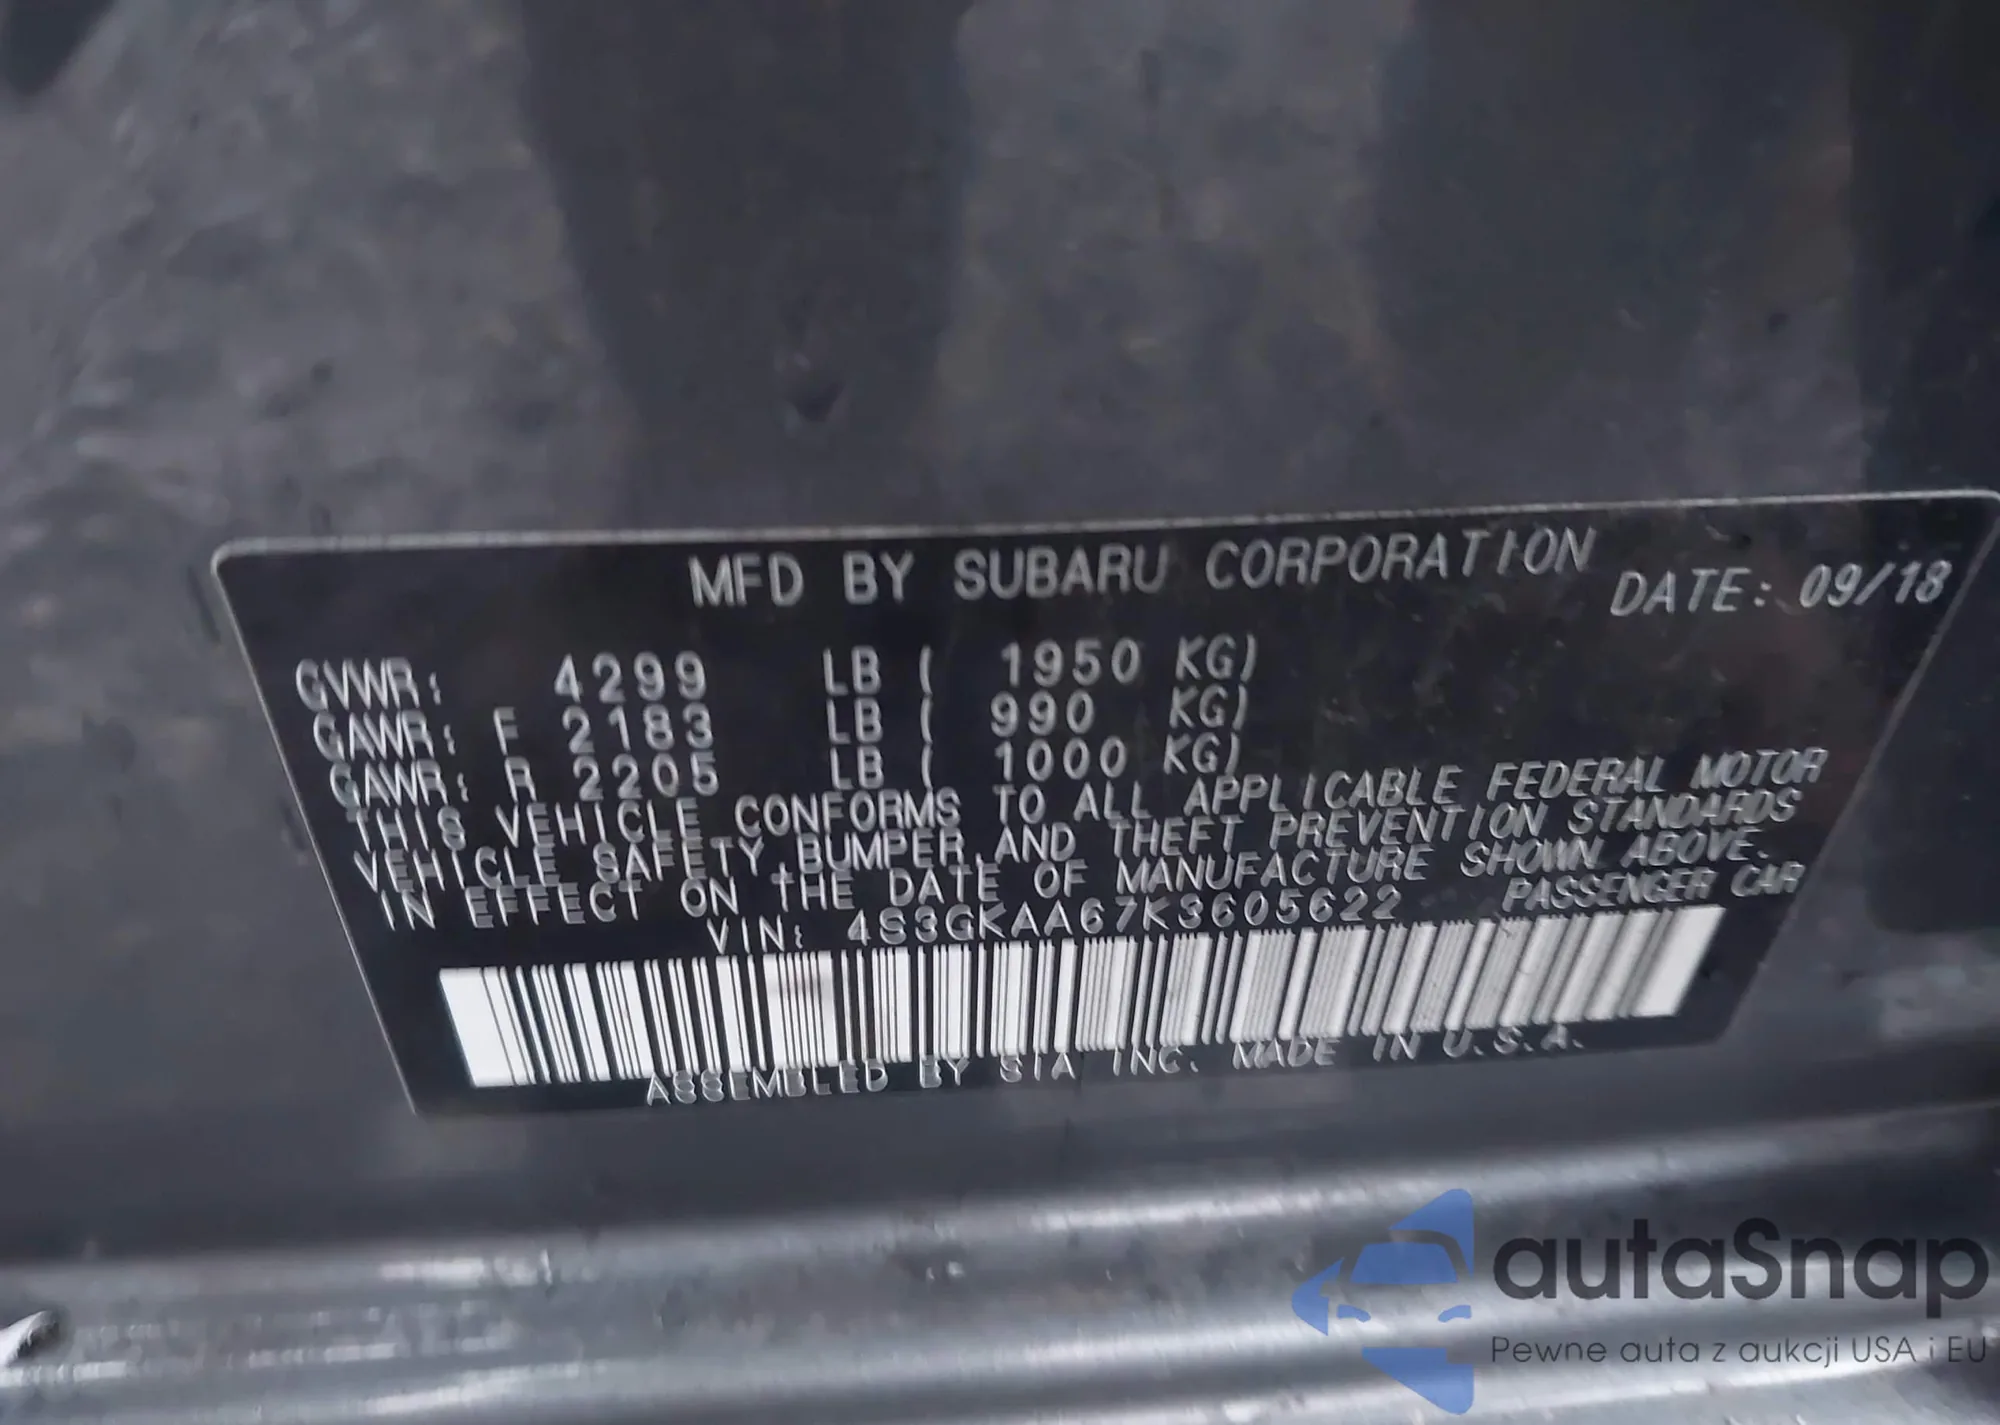 MFD BY SUBARU CORPORATION
DATE: 09/18
GVWR: 4299 LB ( 1950 KG)
GAWR: F 2183 LB ( 990 KG)
GAWR: R 2205 LB ( 1000 KG)
THIS VEHICLE CONFORMS TO ALL APPLICABLE FEDERAL MOTOR
VEHICLE SAFETY,BUMPER,AND THEFT PREVENTION STANDARDS
IN EFFECT ON THE DATE OF MANUFACTURE SHOWN ABOVE.
VIN: 4S3GKAA67K3605622 PASSENGER CAR
ASSEMBLED BY SIA INC. MADE IN U.S.A.
autaSnap
Pewne auta z aukcji USA i EU